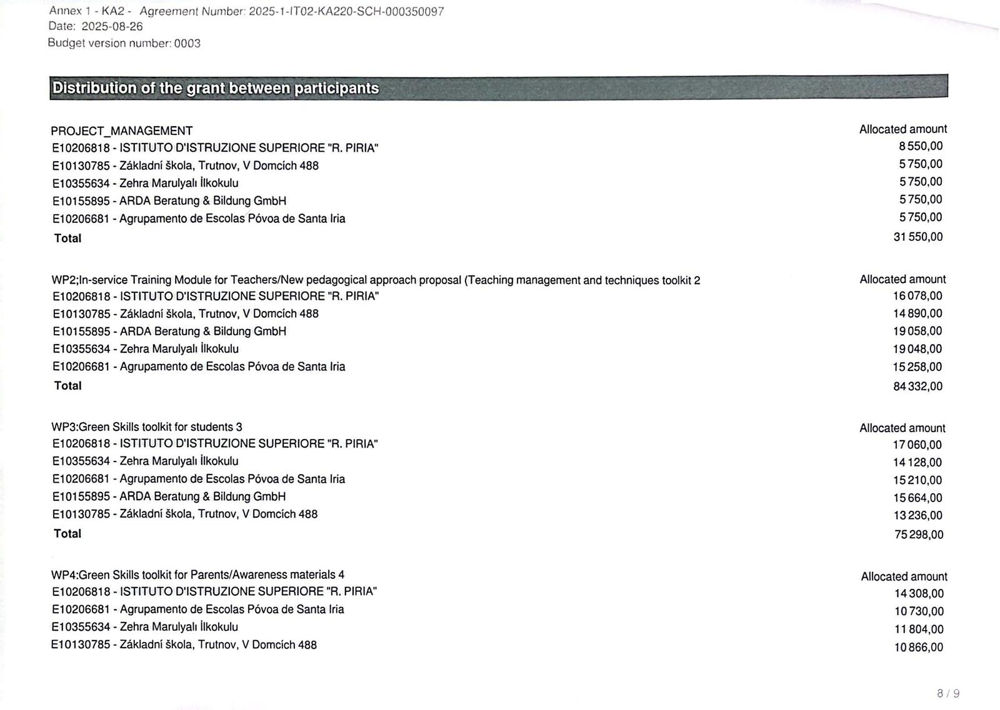 Annex 1 - KA2 - Agreement Number: 2025-1-IT02-KA220-SCH-000350097
Date: 2025-08-26
Budget version number: 0003
Distribution of the grant between participants
PROJECT_MANAGEMENT Allocated amount
E10206818 - ISTITUTO D'ISTRUZIONE SUPERIORE "R. PIRIA" 8 550,00
E10130785 - Základní škola, Trutnov, V Domcích 488 5 750,00
E10355634 - Zehra Marulyalı İlkokulu 5 750,00
E10155895 - ARDA Beratung & Bildung GmbH 5 750,00
E10206681 - Agrupamento de Escolas Póvoa de Santa Iria 5 750,00
Total 31 550,00
WP2;In-service Training Module for Teachers/New pedagogical approach proposal (Teaching management and techniques toolkit 2 Allocated amount
E10206818 - ISTITUTO D'ISTRUZIONE SUPERIORE "R. PIRIA" 16 078,00
E10130785 - Základní škola, Trutnov, V Domcích 488 14 890,00
E10155895 - ARDA Beratung & Bildung GmbH 19 058,00
E10355634 - Zehra Marulyalı İlkokulu 19 048,00
E10206681 - Agrupamento de Escolas Póvoa de Santa Iria 15 258,00
Total 84 332,00
WP3:Green Skills toolkit for students 3 Allocated amount
E10206818 - ISTITUTO D'ISTRUZIONE SUPERIORE "R. PIRIA" 17 060,00
E10355634 - Zehra Marulyalı İlkokulu 14 128,00
E10206681 - Agrupamento de Escolas Póvoa de Santa Iria 15 210,00
E10155895 - ARDA Beratung & Bildung GmbH 15 664,00
E10130785 - Základní škola, Trutnov, V Domcích 488 13 236,00
Total 75 298,00
WP4:Green Skills toolkit for Parents/Awareness materials 4 Allocated amount
E10206818 - ISTITUTO D'ISTRUZIONE SUPERIORE "R. PIRIA" 14 308,00
E10206681 - Agrupamento de Escolas Póvoa de Santa Iria 10 730,00
E10355634 - Zehra Marulyalı İlkokulu 11 804,00
E10130785 - Základní škola, Trutnov, V Domcích 488 10 866,00
8 / 9